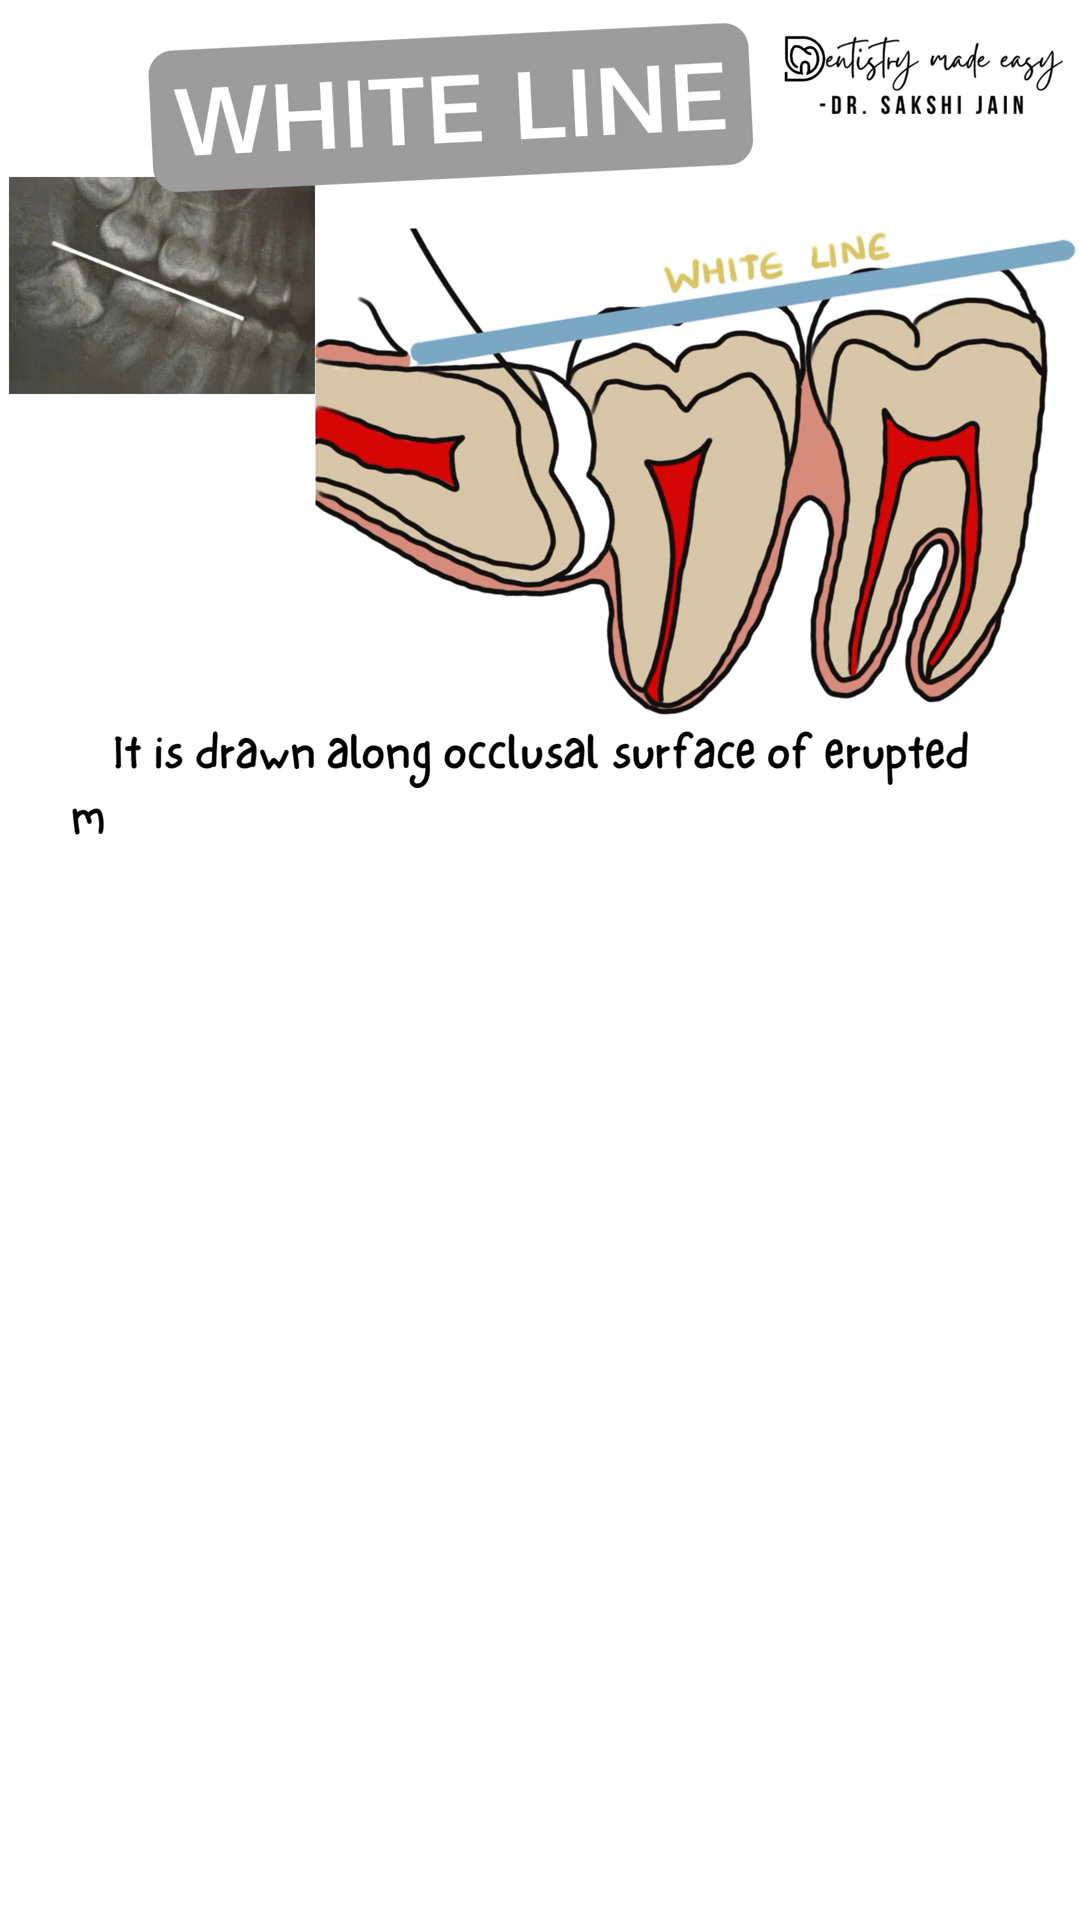 WHITE LINE
Dentistry made easy
-DR. SAKSHI JAIN
WHITE LINE
It is drawn along occlusal surface of erupted
m